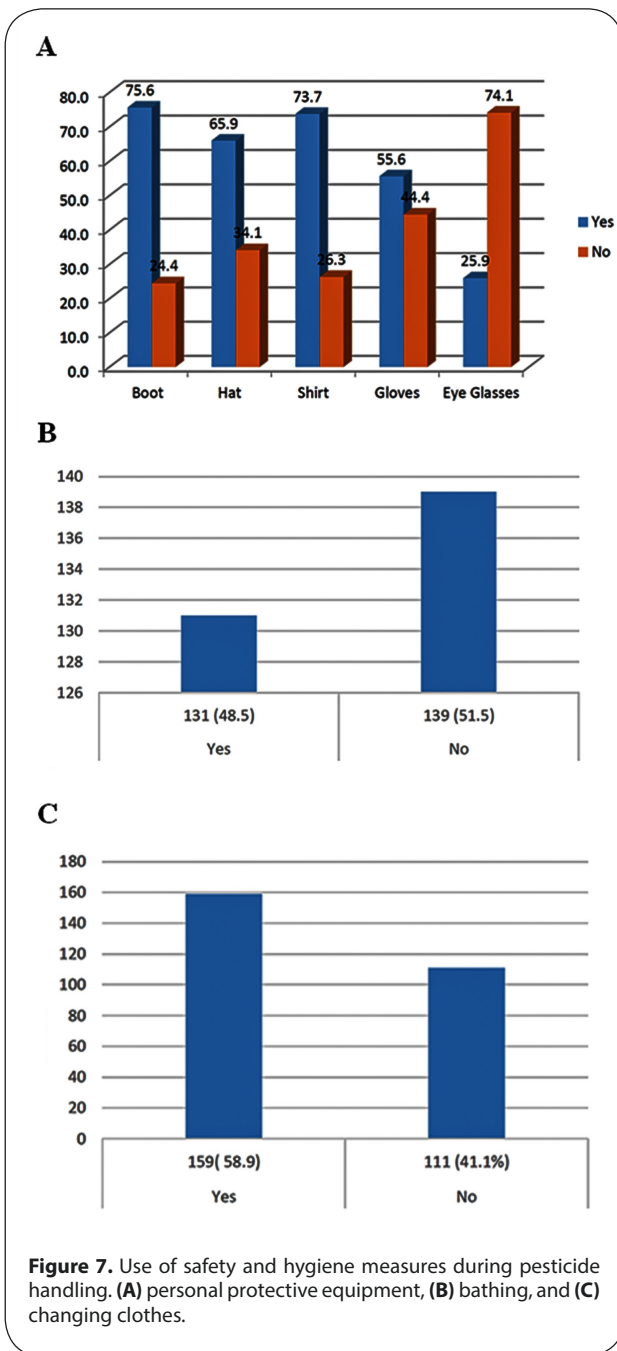 A
80.0
70.0
60.0
50.0
40.0
30.0
20.0
10.0
0.0
75.6 24.4 65.9 34.1 73.7 26.3 55.6 44.4 25.9 74.1
Boot Hat Shirt Gloves Eye Glasses
Yes
No
B
140
138
136
134
132
130
128
126
131 (48.5) 139 (51.5)
Yes No
C
180
160
140
120
100
80
60
40
20
0
159( 58.9) 111 (41.1%)
Yes No
Figure 7. Use of safety and hygiene measures during pesticide
handling. (A) personal protective equipment, (B) bathing, and (C)
changing clothes.